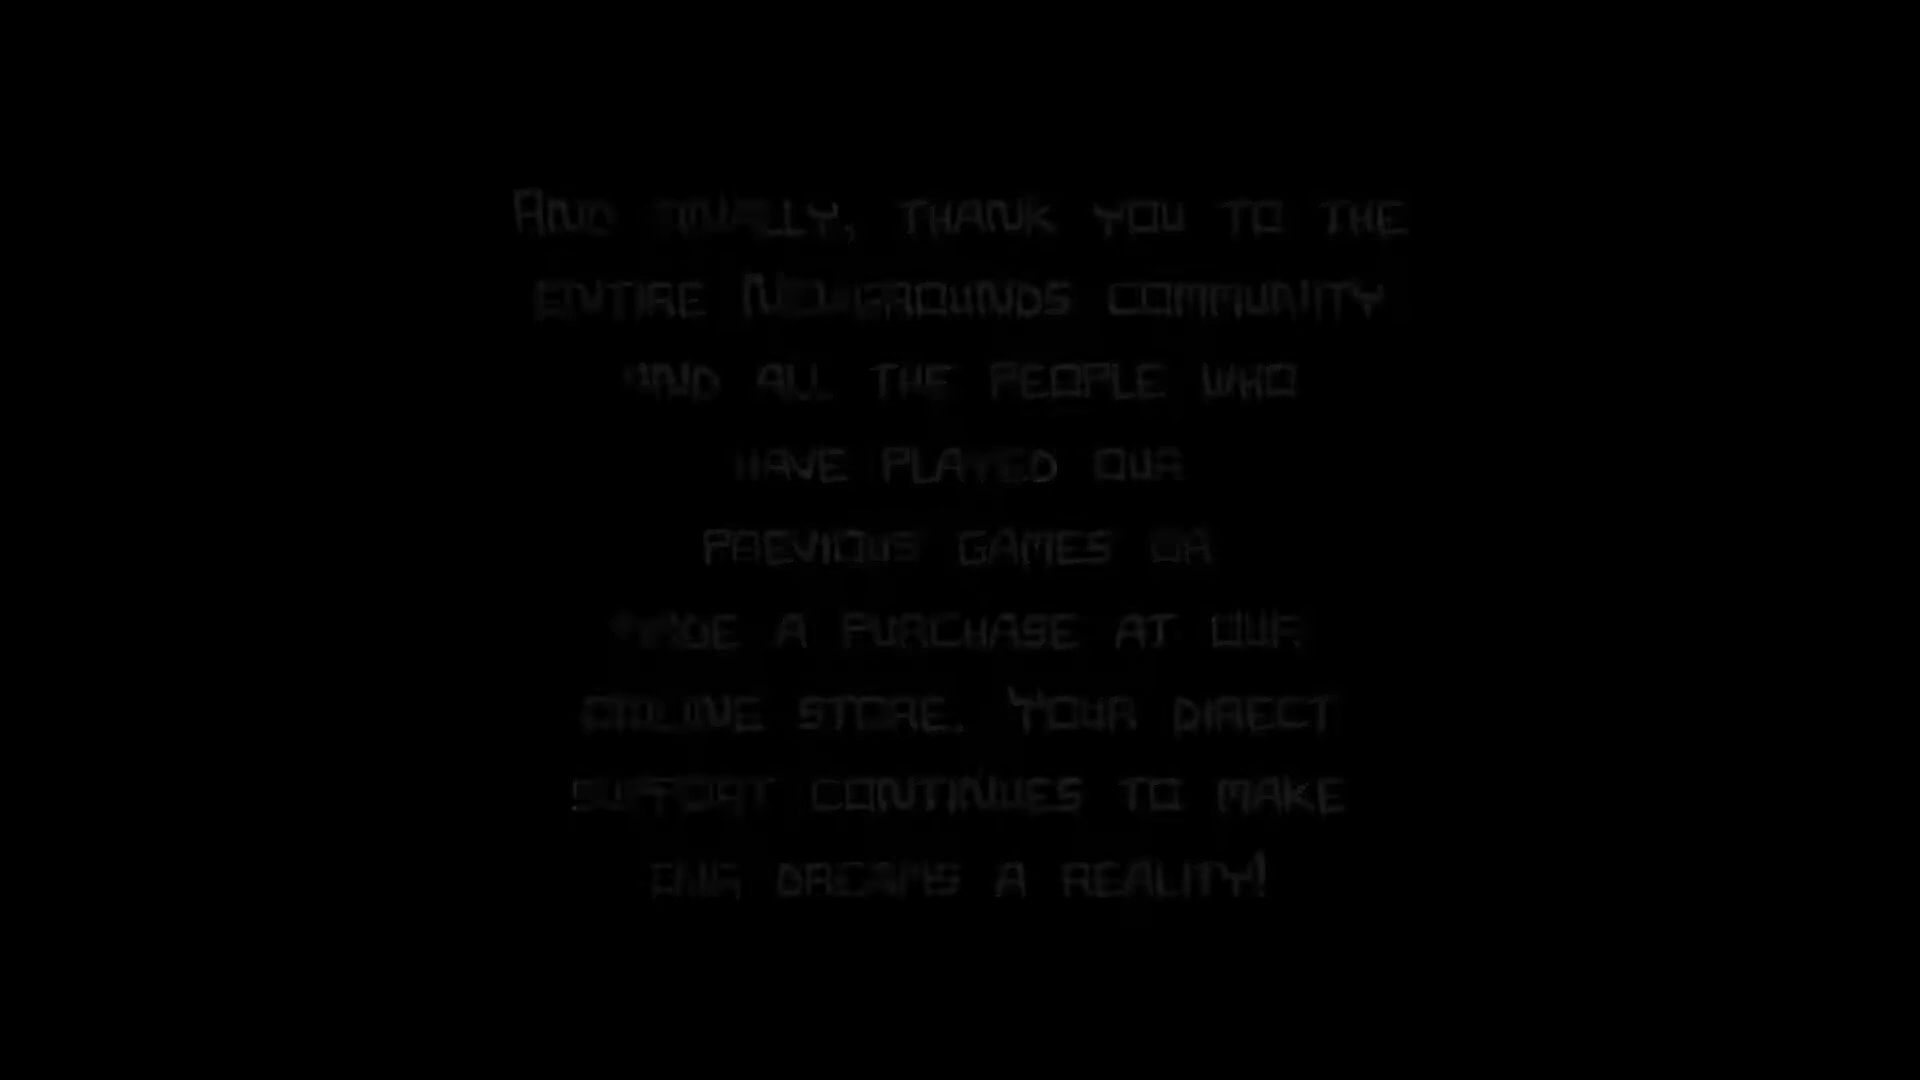 And finally, thank you to the
entire Newgrounds community
and all the people who
have played our
previous games or
made a purchase at our
online store. Your direct
support continues to make
our dreams a reality!